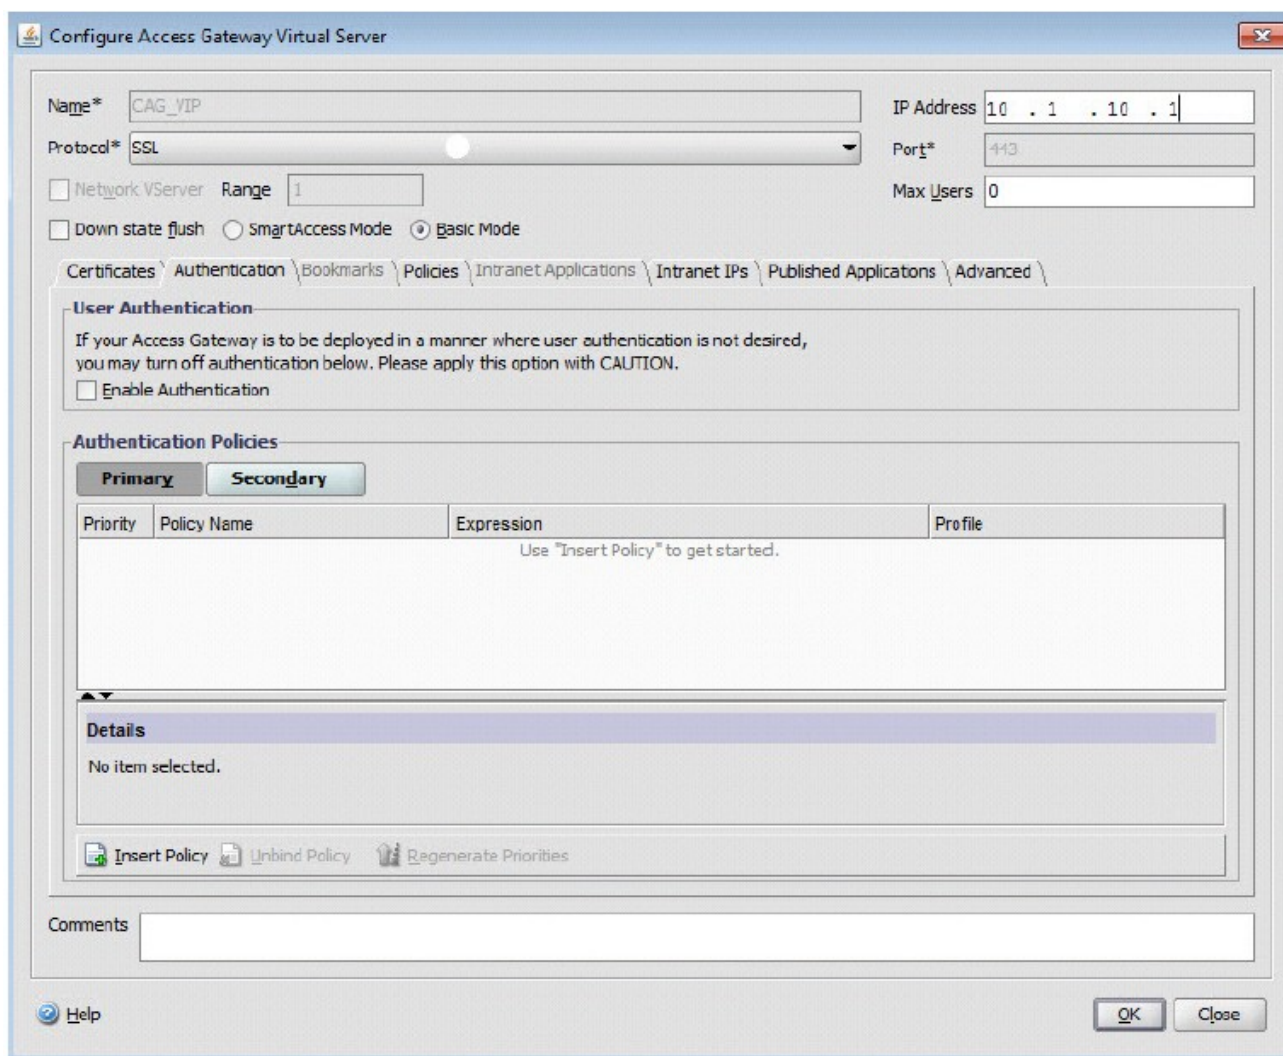 Configure Access Gateway Virtual Server
Name* CAG_VIP IP Address 10 . 1 . 10 . 1
Protocol* SSL Port* 443
Network VServer Range 1 Max Users 0
Down state flush SmartAccess Mode Basic Mode
Certificates Authentication Bookmarks Policies Intranet Applications Intranet IPs Published Applications Advanced
User Authentication
If your Access Gateway is to be deployed in a manner where user authentication is not desired,
you may turn off authentication below. Please apply this option with CAUTION.
Enable Authentication
Authentication Policies
Primary Secondary
Priority Policy Name Expression Profile
Use "Insert Policy" to get started.
Details
No item selected.
Insert Policy Unbind Policy Regenerate Priorities
Comments
Help OK Close